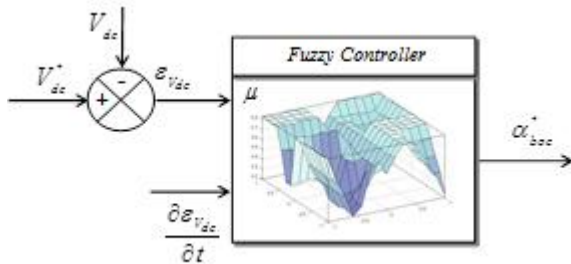 V_dc
-
V*_dc
+
ε_Vdc
Fuzzy Controller
μ
α*_boc
∂ε_Vdc
∂t